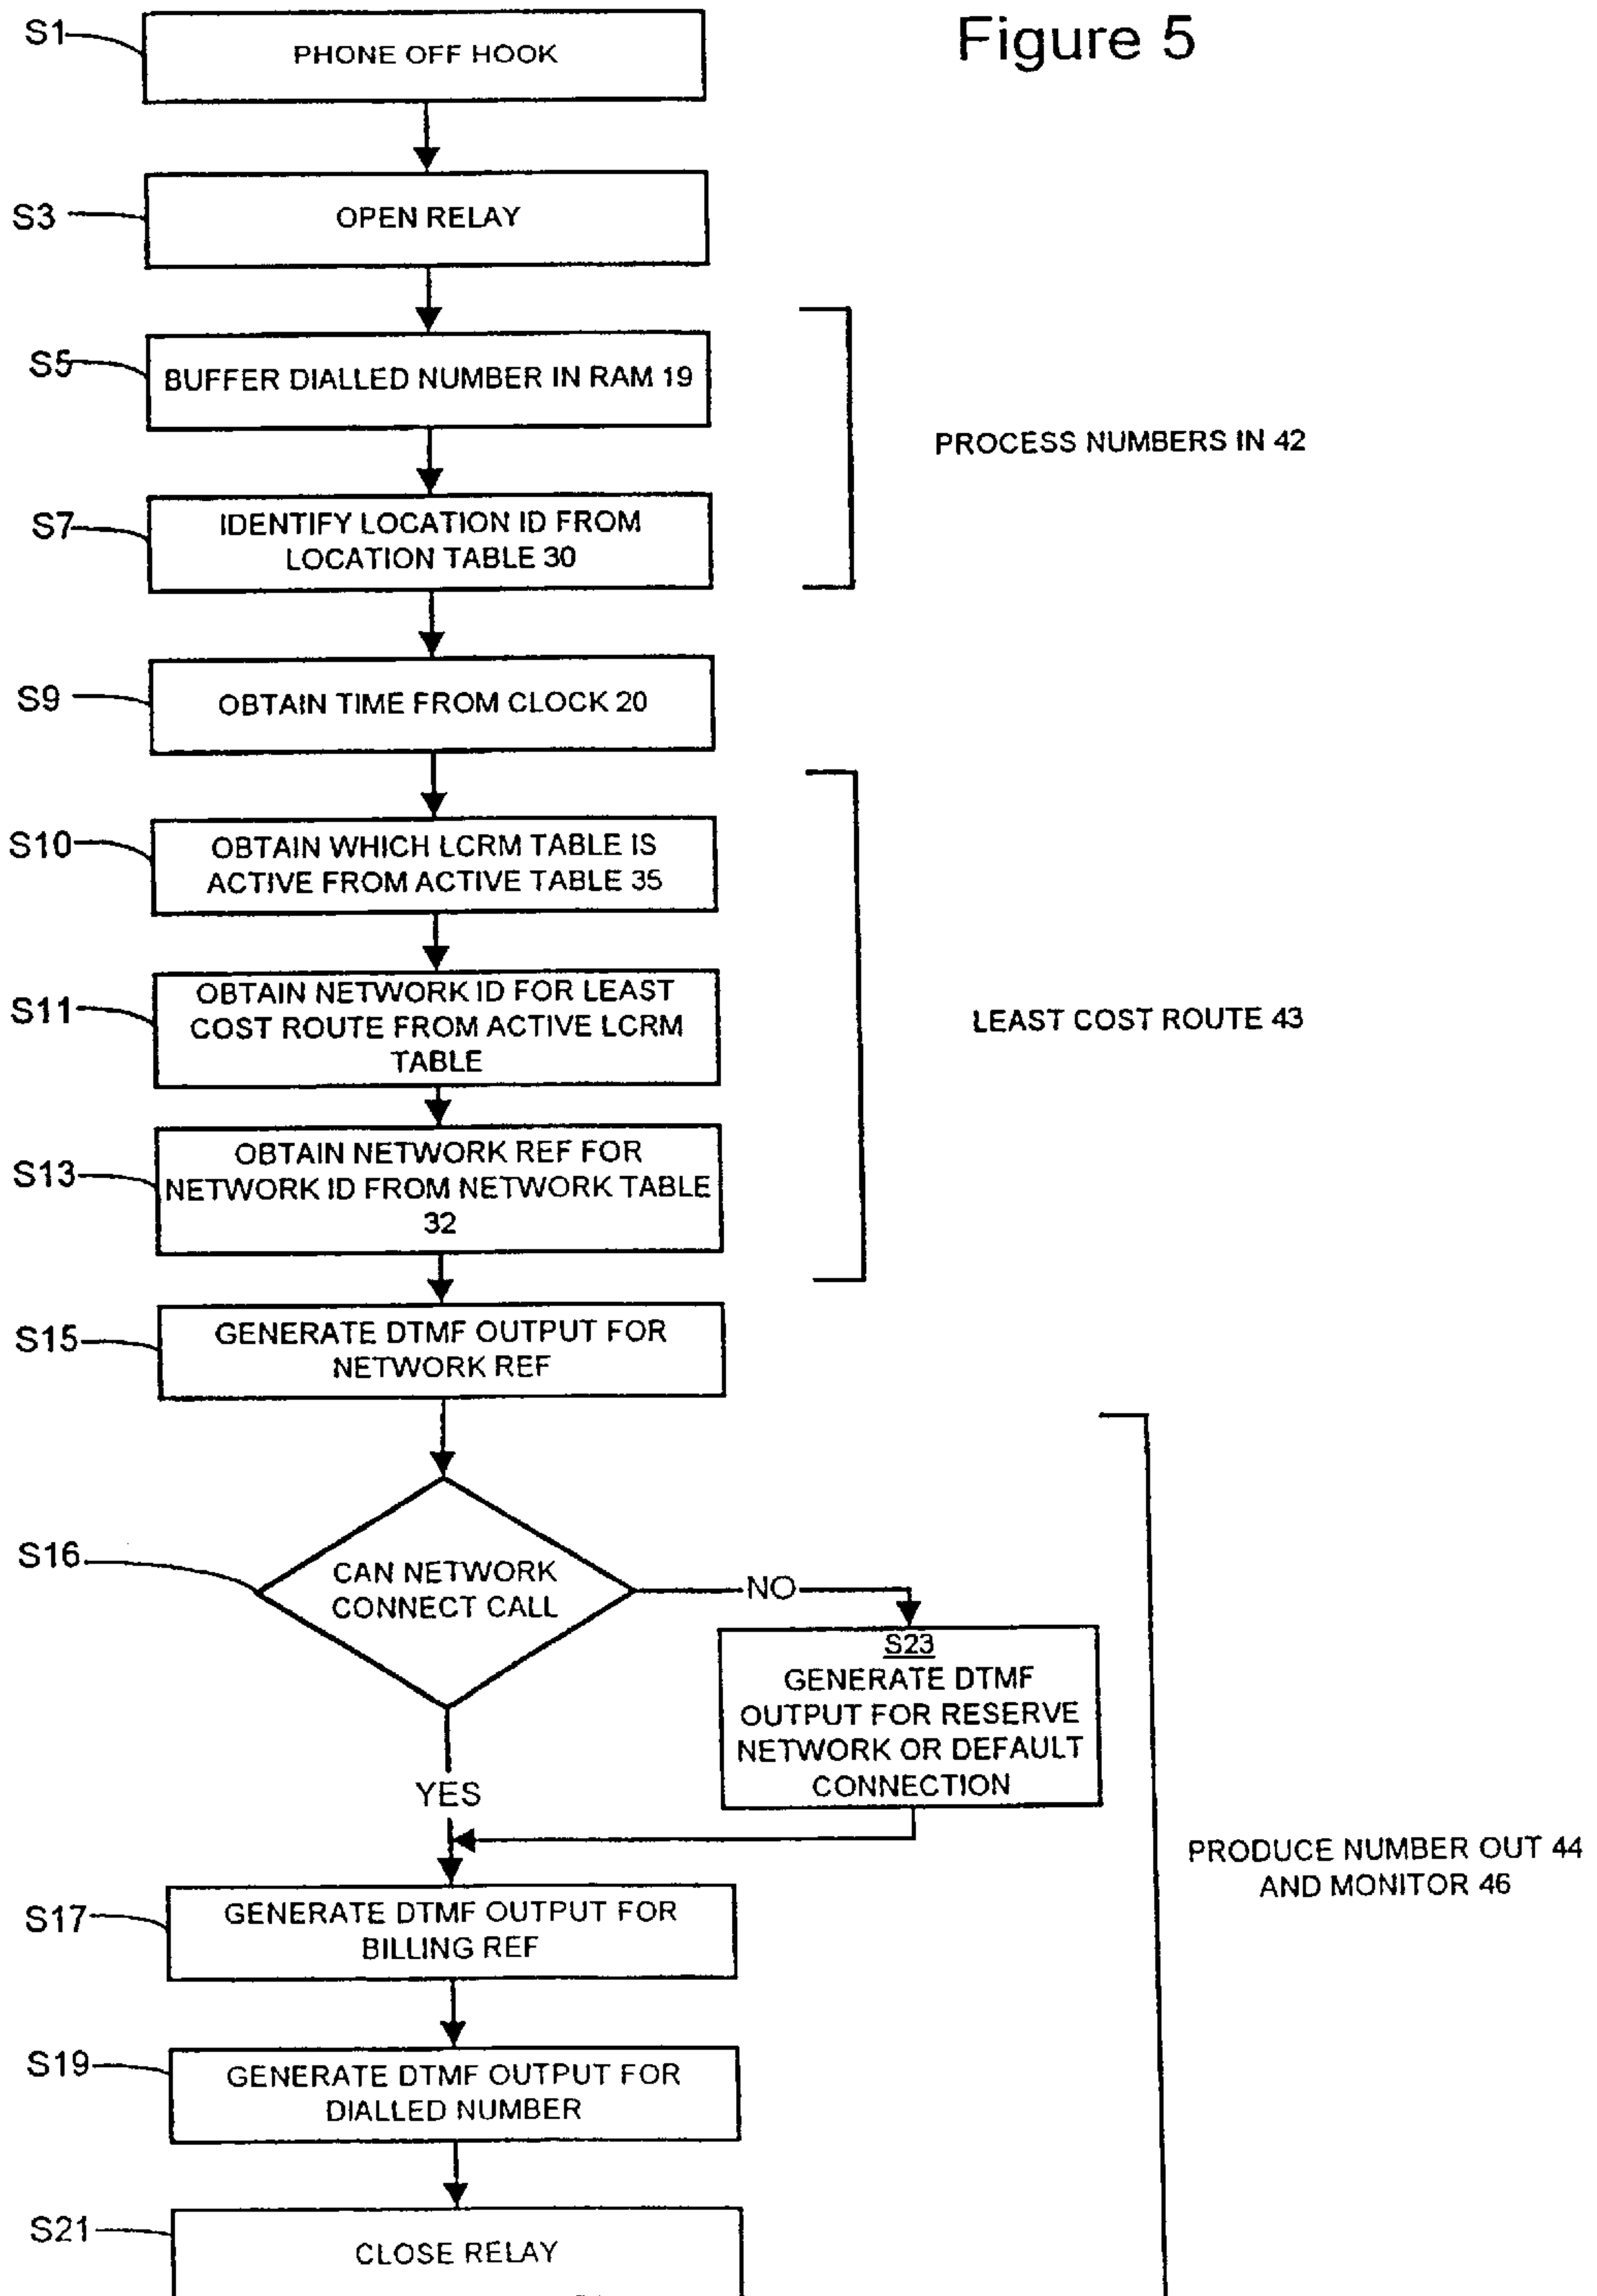 Figure 5
S1
PHONE OFF HOOK
S3
OPEN RELAY
S5
BUFFER DIALLED NUMBER IN RAM 19
PROCESS NUMBERS IN 42
S7
IDENTIFY LOCATION ID FROM
LOCATION TABLE 30
S9
OBTAIN TIME FROM CLOCK 20
S10
OBTAIN WHICH LCRM TABLE IS
ACTIVE FROM ACTIVE TABLE 35
S11
OBTAIN NETWORK ID FOR LEAST
COST ROUTE FROM ACTIVE LCRM
TABLE
LEAST COST ROUTE 43
S13
OBTAIN NETWORK REF FOR
NETWORK ID FROM NETWORK TABLE
32
S15
GENERATE DTMF OUTPUT FOR
NETWORK REF
S16
CAN NETWORK
CONNECT CALL
NO
S23
GENERATE DTMF
OUTPUT FOR RESERVE
NETWORK OR DEFAULT
CONNECTION
YES
PRODUCE NUMBER OUT 44
AND MONITOR 46
S17
GENERATE DTMF OUTPUT FOR
BILLING REF
S19
GENERATE DTMF OUTPUT FOR
DIALLED NUMBER
S21
CLOSE RELAY